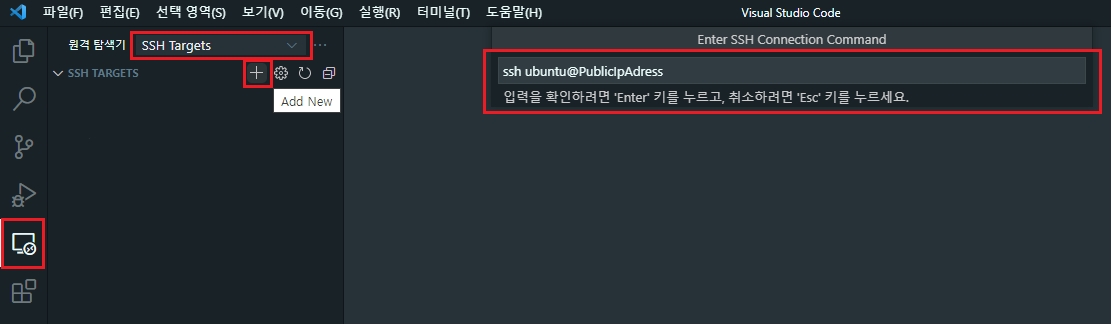 파일(F) 편집(E) 선택 영역(S) 보기(V) 이동(G) 실행(R) 터미널(T) 도움말(H) Visual Studio Code
원격 탐색기 SSH Targets
SSH TARGETS
Add New
Enter SSH Connection Command
ssh ubuntu@PublicIpAdress
입력을 확인하려면 'Enter' 키를 누르고, 취소하려면 'Esc' 키를 누르세요.